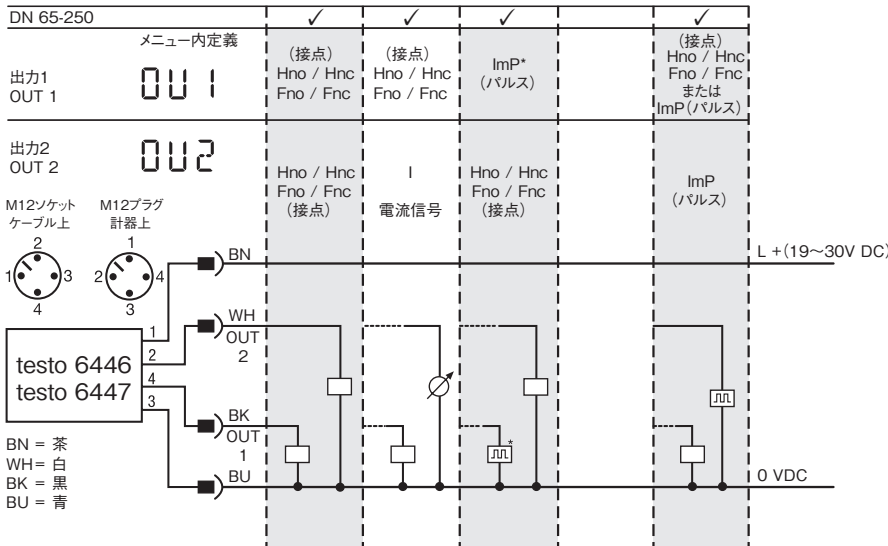 DN 65-250 ✓ ✓ ✓ ✓
メニュー内定義
出力1
OUT 1
OU1
(接点)
Hno / Hnc
Fno / Fnc
(接点)
Hno / Hnc
Fno / Fnc
ImP*
(パルス)
(接点)
Hno / Hnc
Fno / Fnc
または
ImP(パルス)
出力2
OUT 2
OU2
Hno / Hnc
Fno / Fnc
(接点)
I
電流信号
Hno / Hnc
Fno / Fnc
(接点)
ImP
(パルス)
M12ソケット
ケーブル上
2
1 3
4
M12プラグ
計器上
1
2 4
3
BN
L +(19〜30V DC)
WH
OUT
2
testo 6446
testo 6447
1
2
4
3
BK
OUT
1
*
BU
0 VDC
BN = 茶
WH= 白
BK = 黒
BU = 青